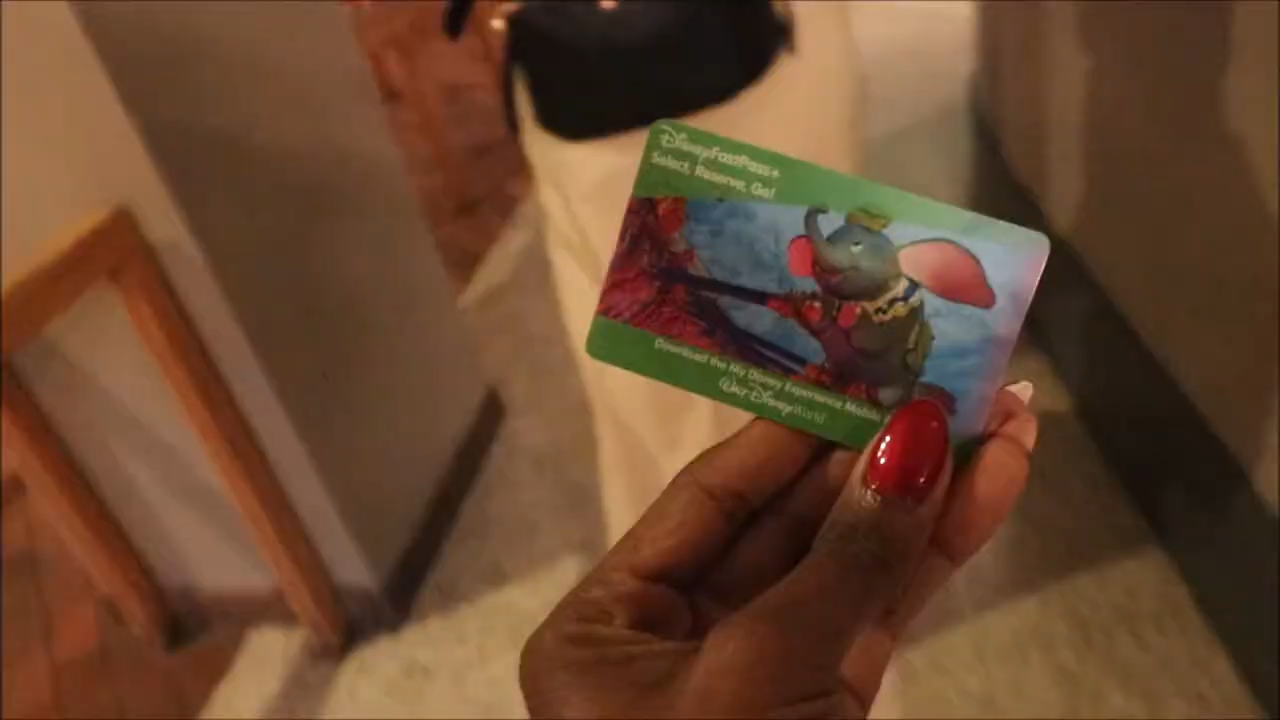 Disney FastPass+
Select, Reserve, Go!
Download the My Disney Experience Mobile
Walt Disney World